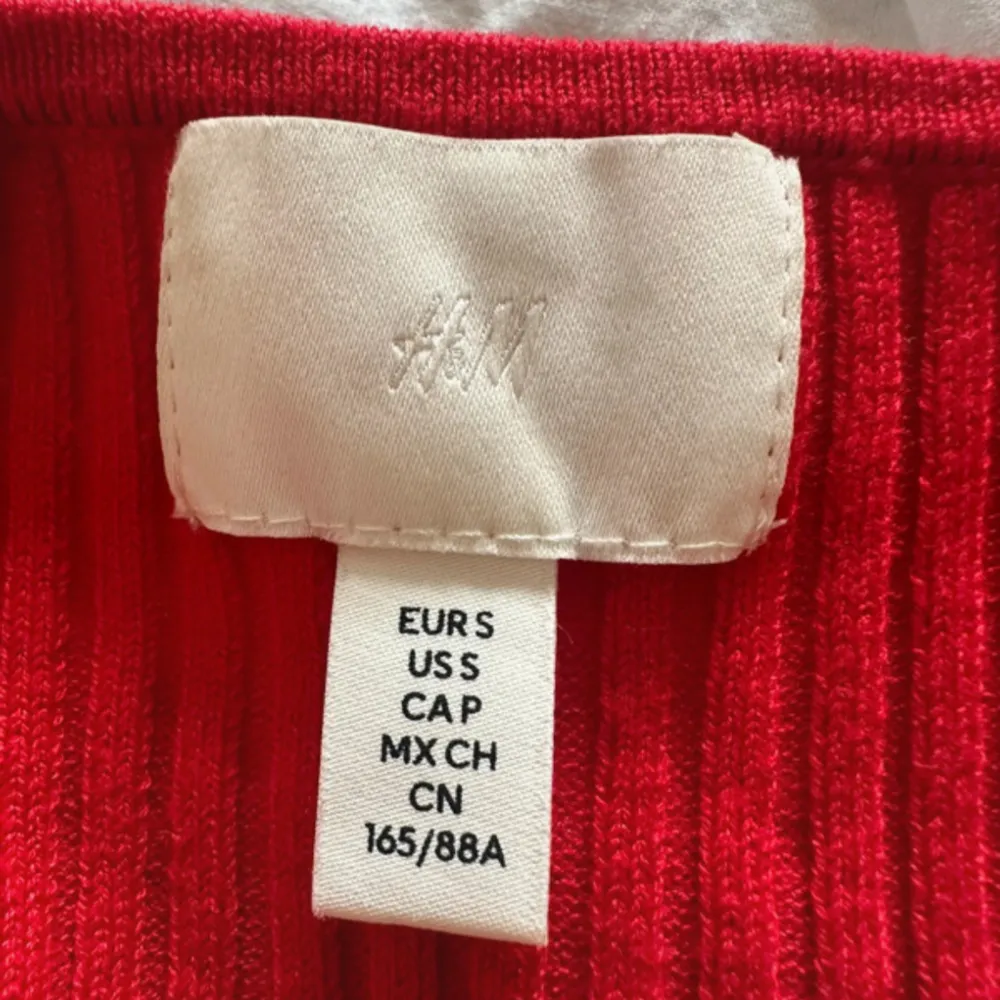 H&M
EUR S
US S
CA P
MX CH
CN
165/88A